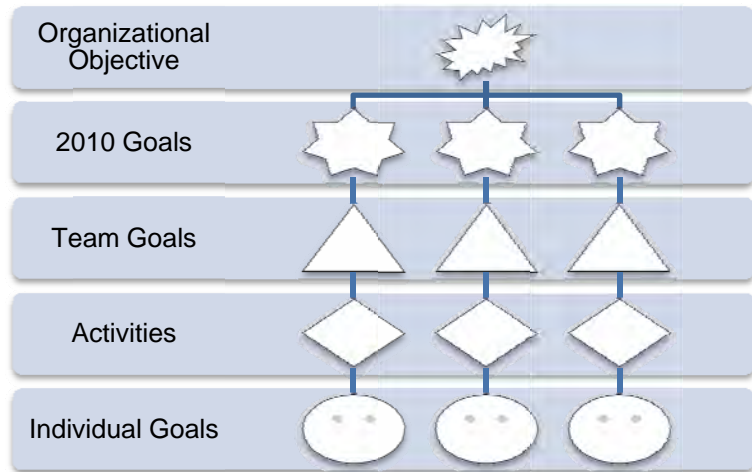 Organizational
Objective
2010 Goals
Team Goals
Activities
Individual Goals